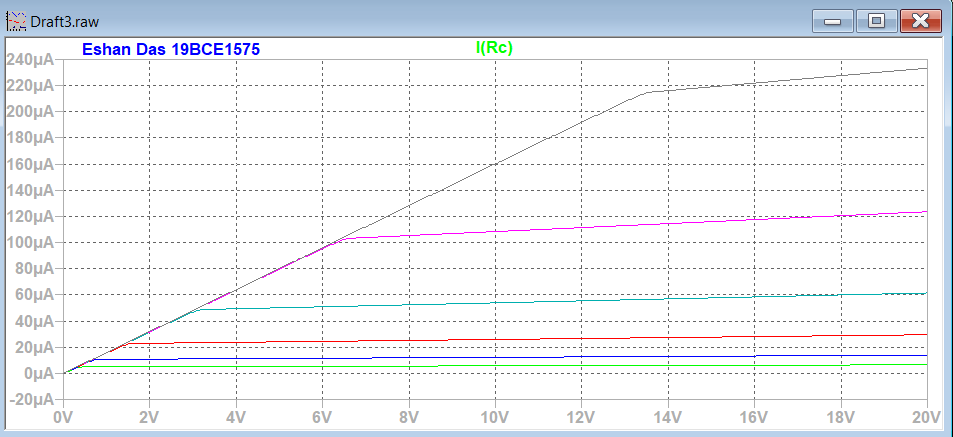 Draft3.raw
Eshan Das 19BCE1575
I(Rc)
240µA
220µA
200µA
180µA
160µA
140µA
120µA
100µA
80µA
60µA
40µA
20µA
0µA
-20µA
0V 2V 4V 6V 8V 10V 12V 14V 16V 18V 20V